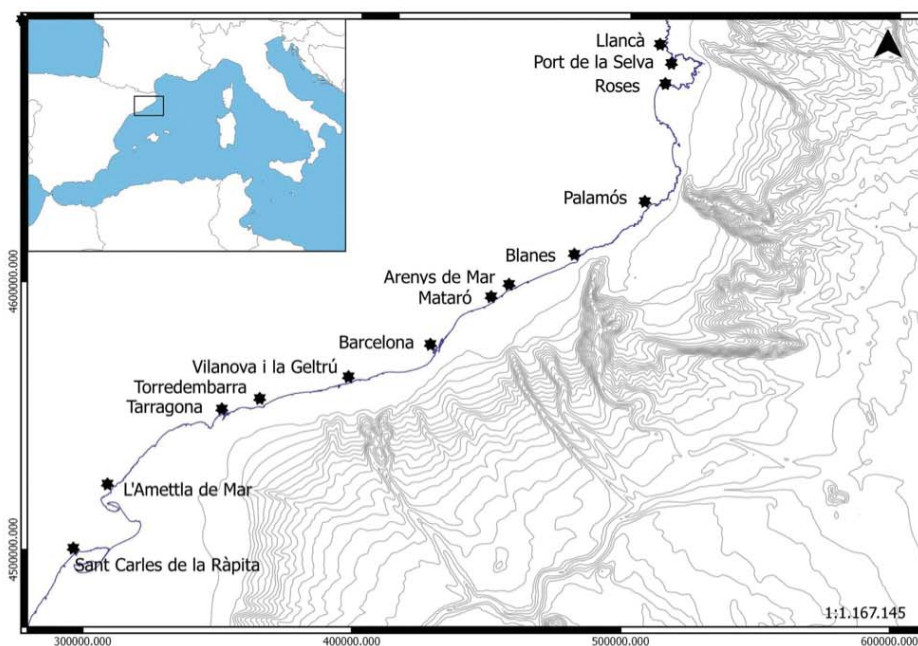 Llancà
Port de la Selva
Roses
Palamós
Blanes
Arenys de Mar
Mataró
Barcelona
Vilanova i la Geltrú
Torredembarra
Tarragona
L'Amettla de Mar
Sant Carles de la Ràpita
1:1.167.145
4600000.000
4500000.000
300000.000
400000.000
500000.000
600000.000